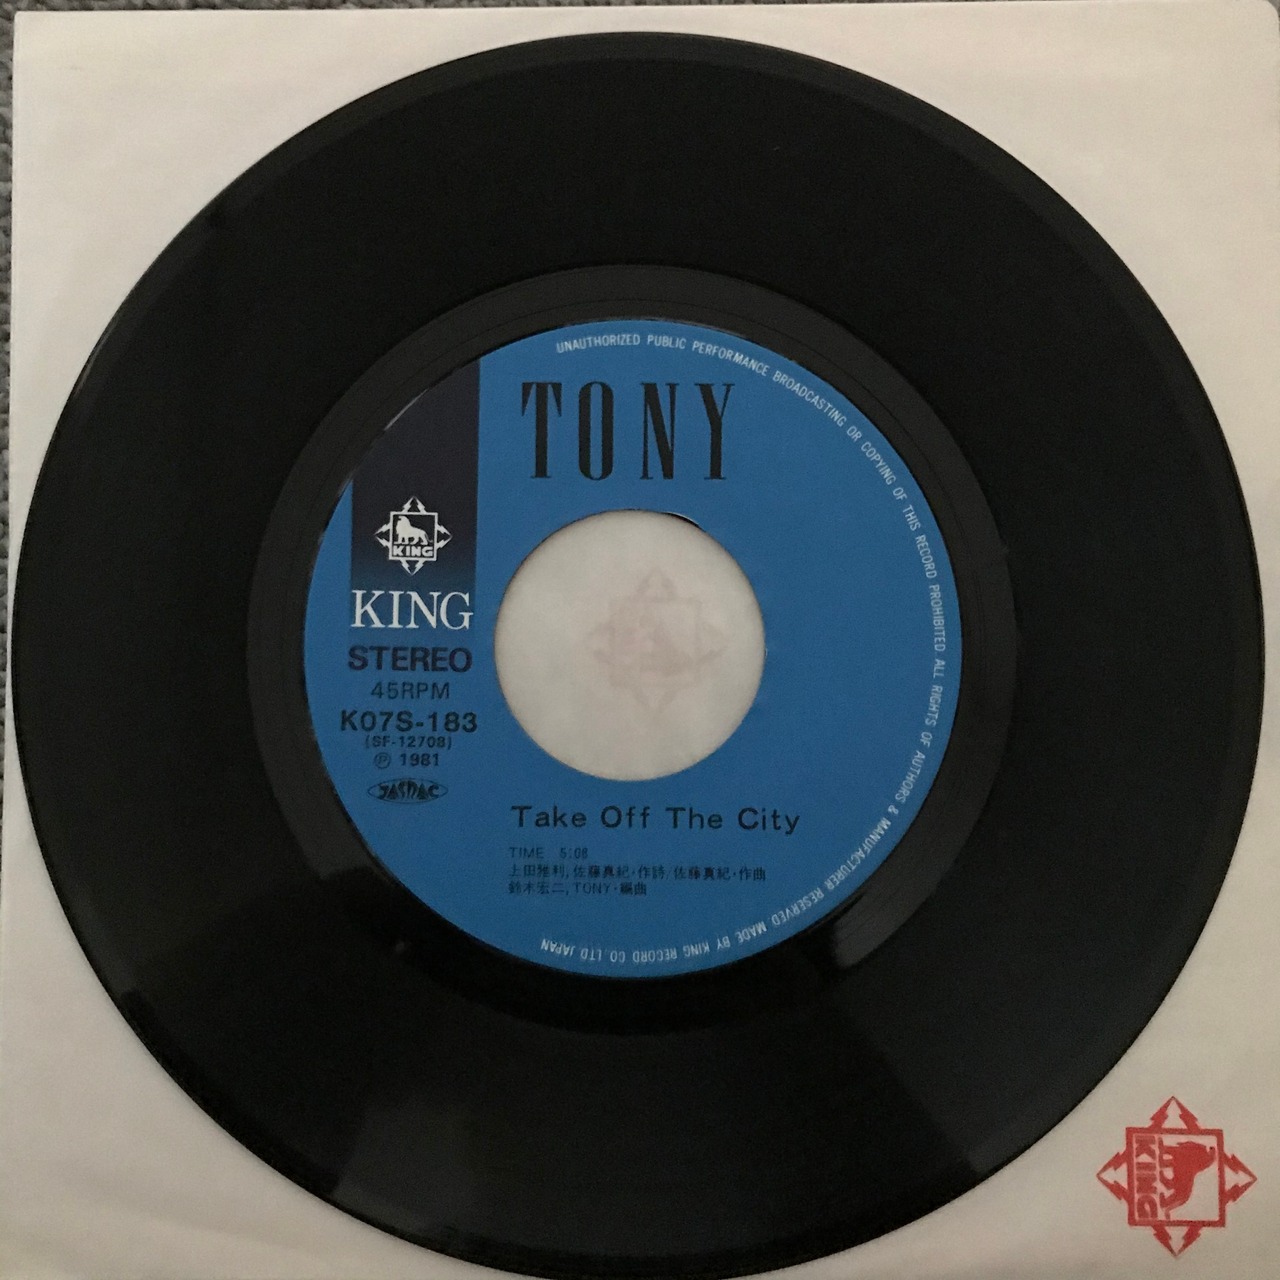 UNAUTHORIZED PUBLIC PERFORMANCE BROADCASTING OR COPYING OF THIS RECORD PROHIBITED ALL RIGHTS OF AUTHORS & MANUFACTURER RESERVED. MADE BY KING RECORD CO., LTD. JAPAN
TONY
KING
KING
STEREO
45RPM
K07S-183
(SF-12708)
Ⓟ 1981
JASRAC
Take Off The City
TIME 5:08
上田雅利, 佐藤真紀・作詩/佐藤真紀・作曲
鈴木宏二, TONY・編曲
KING